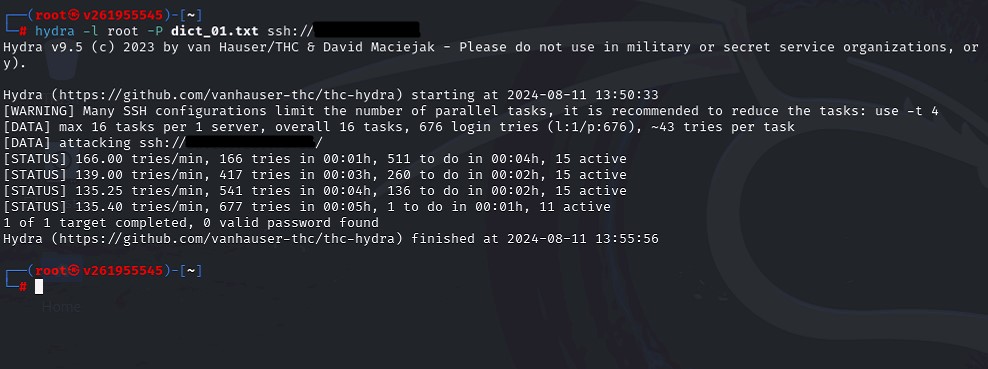 ┌──(root㉿v261955545)-[~]
└─# hydra -l root -P dict_01.txt ssh://
Hydra v9.5 (c) 2023 by van Hauser/THC & David Maciejak - Please do not use in military or secret service organizations, or
y).
Hydra (https://github.com/vanhauser-thc/thc-hydra) starting at 2024-08-11 13:50:33
[WARNING] Many SSH configurations limit the number of parallel tasks, it is recommended to reduce the tasks: use -t 4
[DATA] max 16 tasks per 1 server, overall 16 tasks, 676 login tries (l:1/p:676), ~43 tries per task
[DATA] attacking ssh:// /
[STATUS] 166.00 tries/min, 166 tries in 00:01h, 511 to do in 00:04h, 15 active
[STATUS] 139.00 tries/min, 417 tries in 00:03h, 260 to do in 00:02h, 15 active
[STATUS] 135.25 tries/min, 541 tries in 00:04h, 136 to do in 00:02h, 15 active
[STATUS] 135.40 tries/min, 677 tries in 00:05h, 1 to do in 00:01h, 11 active
1 of 1 target completed, 0 valid password found
Hydra (https://github.com/vanhauser-thc/thc-hydra) finished at 2024-08-11 13:55:56
┌──(root㉿v261955545)-[~]
└─#
Home